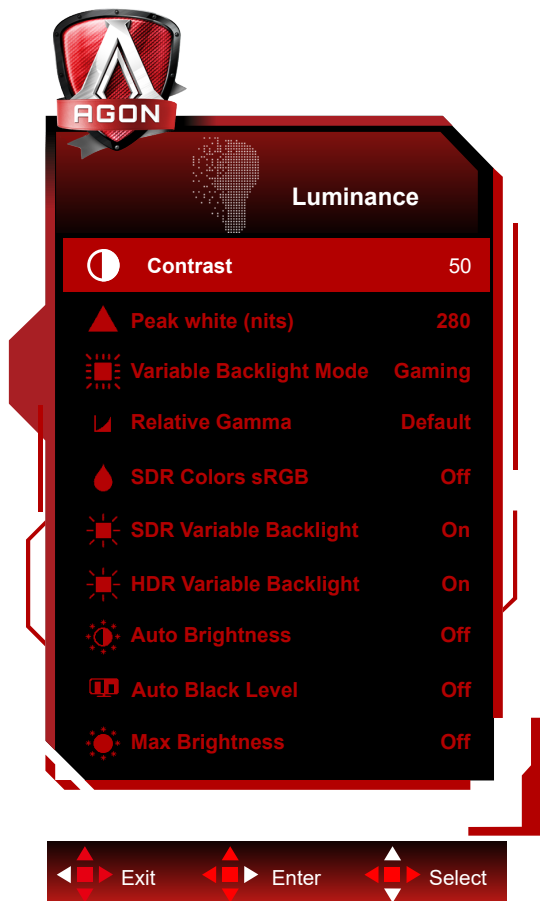 AGON
Luminance
Contrast 50
Peak white (nits) 280
Variable Backlight Mode Gaming
Relative Gamma Default
SDR Colors sRGB Off
SDR Variable Backlight On
HDR Variable Backlight On
Auto Brightness Off
Auto Black Level Off
Max Brightness Off
Exit Enter Select